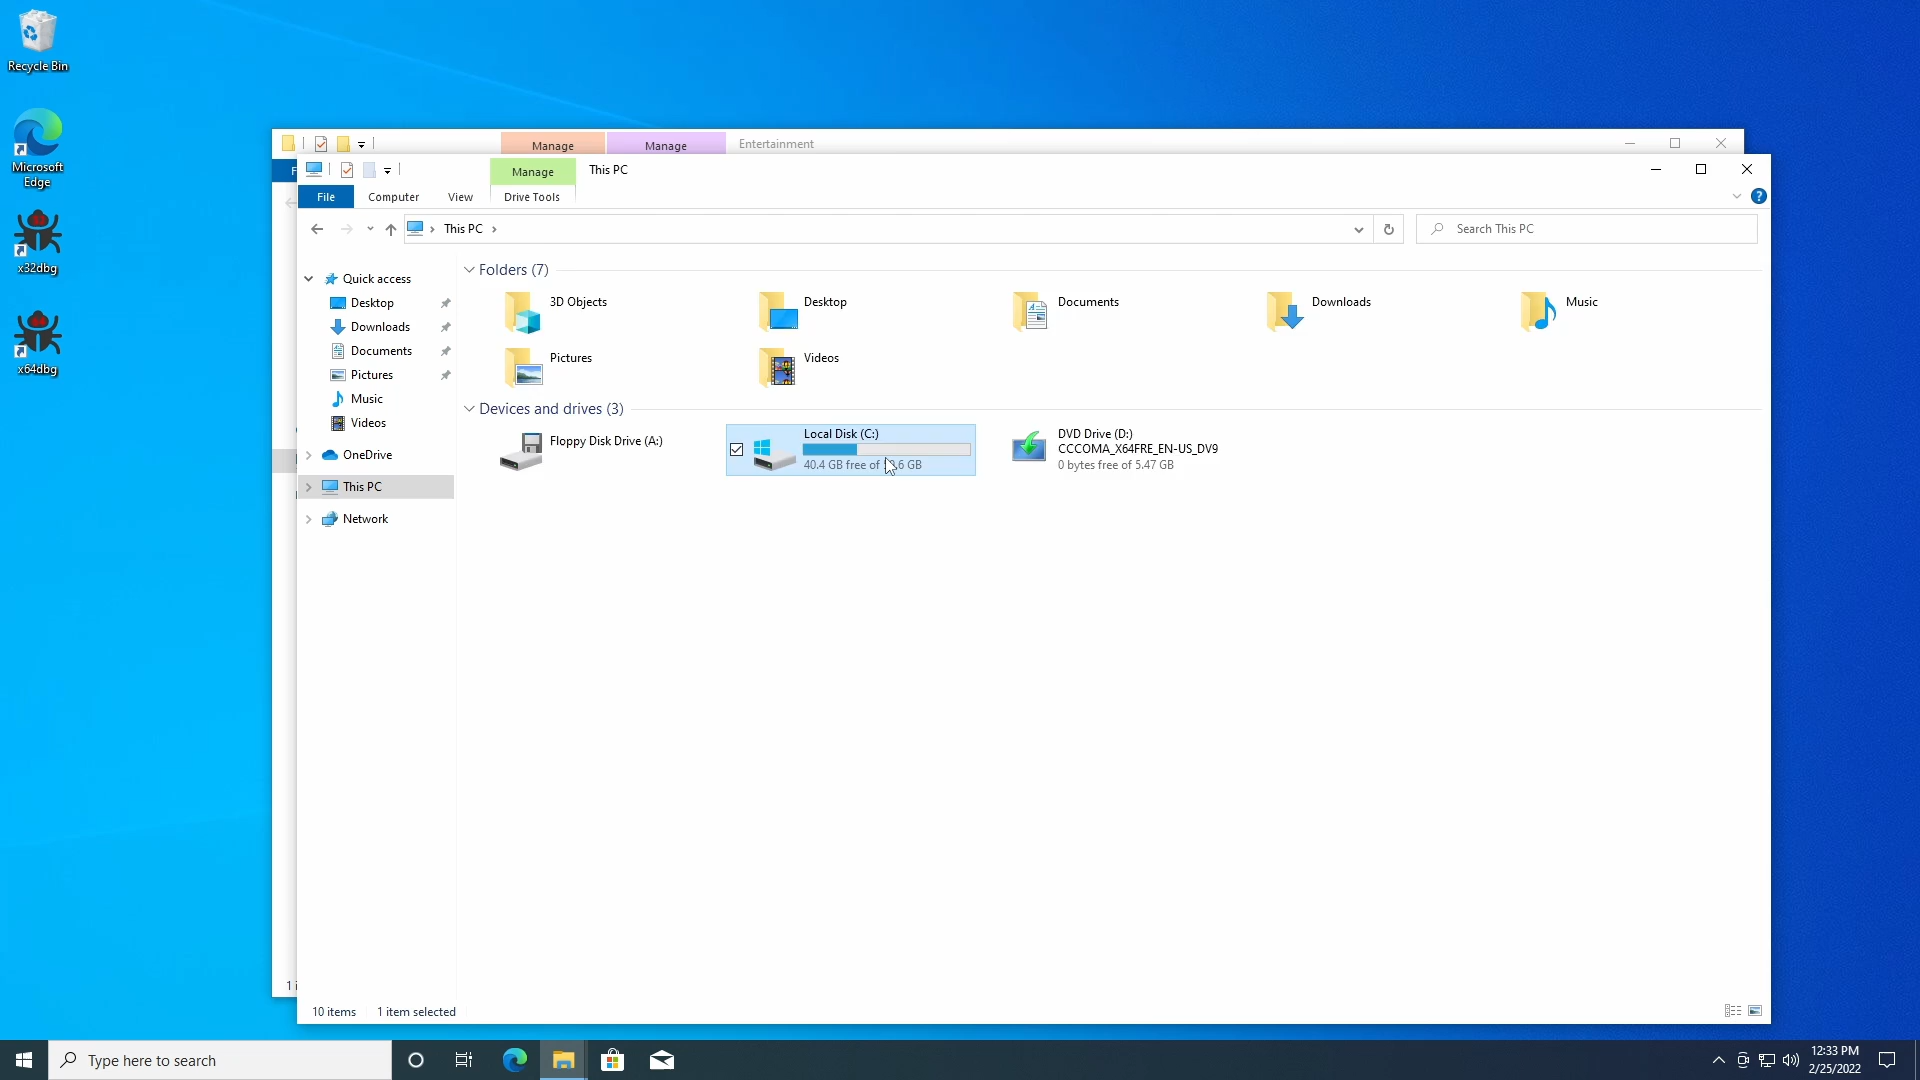 Recycle Bin
Microsoft
Edge
x32dbg
x64dbg
Manage
Manage
Entertainment
Manage
This PC
File
Computer
View
Drive Tools
This PC
Search This PC
Quick access
Desktop
Downloads
Documents
Pictures
Music
Videos
OneDrive
This PC
Network
Folders (7)
3D Objects
Desktop
Documents
Downloads
Music
Pictures
Videos
Devices and drives (3)
Floppy Disk Drive (A:)
Local Disk (C:)
40.4 GB free of
GB
DVD Drive (D:)
CCCOMA_X64FRE_EN-US_DV9
0 bytes free of 5.47 GB
10 items
1 item selected
Type here to search
12:33 PM
2/25/2022